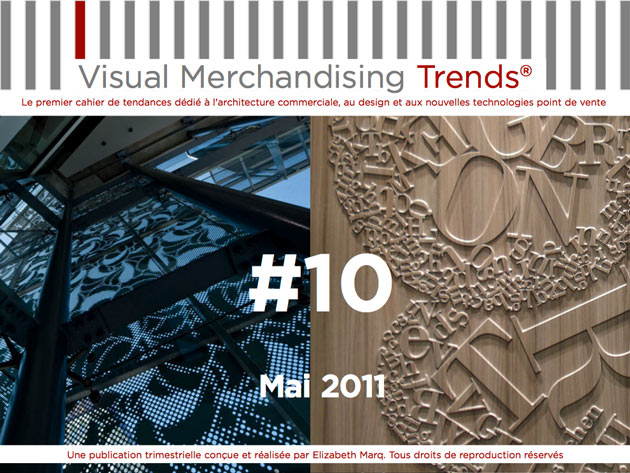 Visual Merchandising Trends®
Le premier cahier de tendances dédié à l'architecture commerciale, au design et aux nouvelles technologies point de vente
ON
#10
Mai 2011
Une publication trimestrielle conçue et réalisée par Elizabeth Marq. Tous droits de reproduction réservés